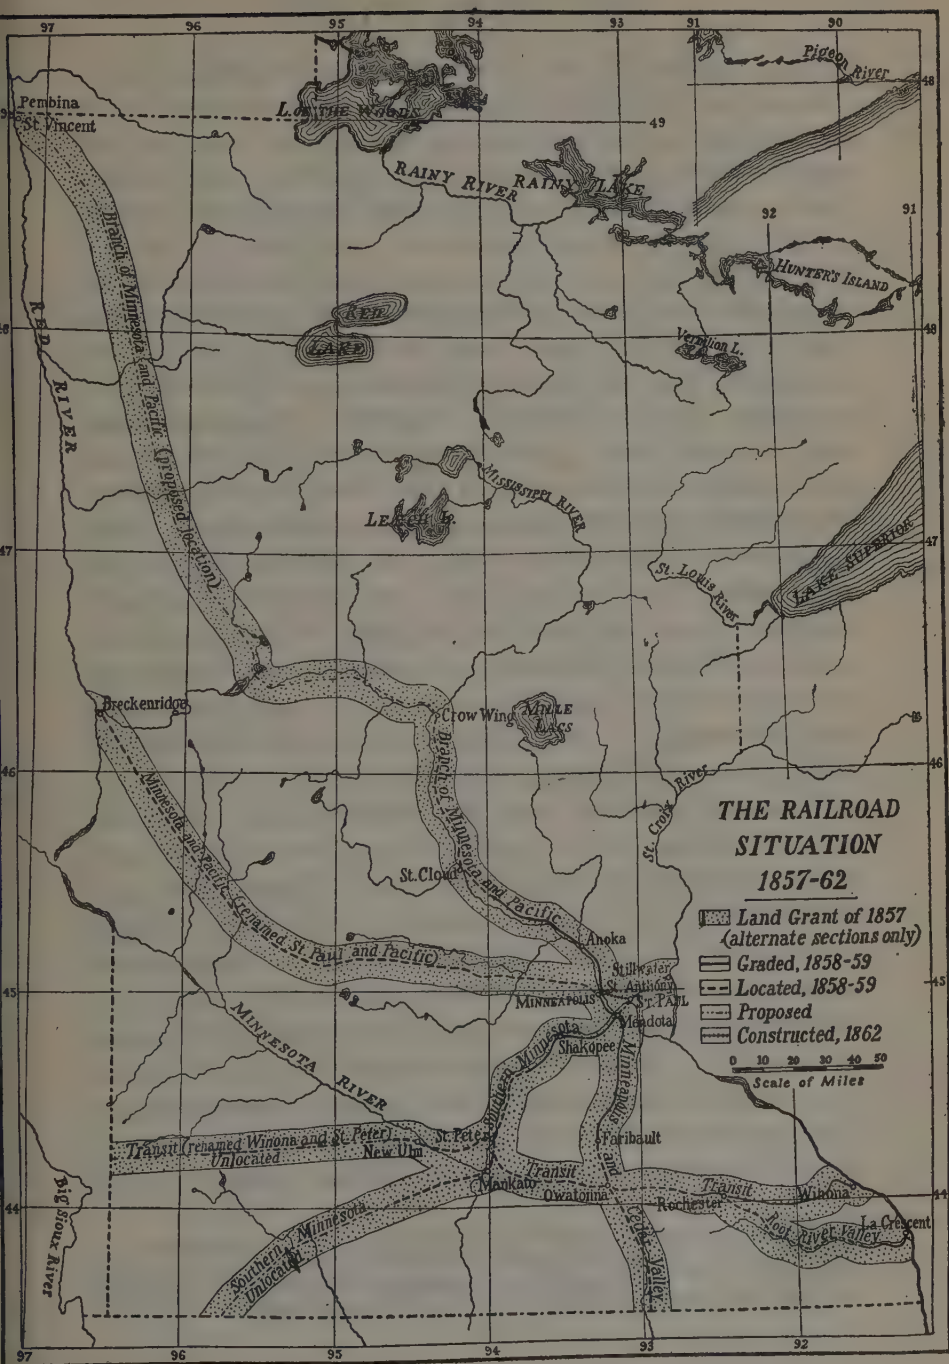 97
96
95
94
93
91
90
Pigeon
River
48
Pembina
L. OF THE WOODS
49
St. Vincent
RAINY RIVER
RAINY LAKE
92
91
Branch of Minnesota and Pacific (proposed location)
HUNTER'S ISLAND
RED
RED RIVER
48
LAKE
Vermilion L.
MISSISSIPPI RIVER
LEECH L.
47
47
St. Louis River
LAKE SUPERIOR
Breckenridge
Crow Wing
MILLE
LACS
46
46
Branch of Minnesota and Pacific
St. Croix River
Minnesota and Pacific (renamed St. Paul and Pacific)
THE RAILROAD
SITUATION
1857-62
St. Cloud
Land Grant of 1857
(alternate sections only)
Anoka
Graded, 1858-59
Stillwater
St. Anthony
Located, 1858-59
45
45
MINNEAPOLIS
ST. PAUL
Proposed
Mendota
Constructed, 1862
MINNESOTA RIVER
Southern Minnesota
Shakopee
0 10 20 30 40 50
Scale of Miles
Minneapolis and Cedar Valley
Transit (renamed Winona and St. Peter)
Unlocated
St. Peter
Faribault
New Ulm
Mankato
Transit
Owatonna
Transit
Rochester
Winona
44
44
Big Sioux River
Southern Minnesota
Unlocated
Root River Valley
La Crescent
97
96
95
94
93
92